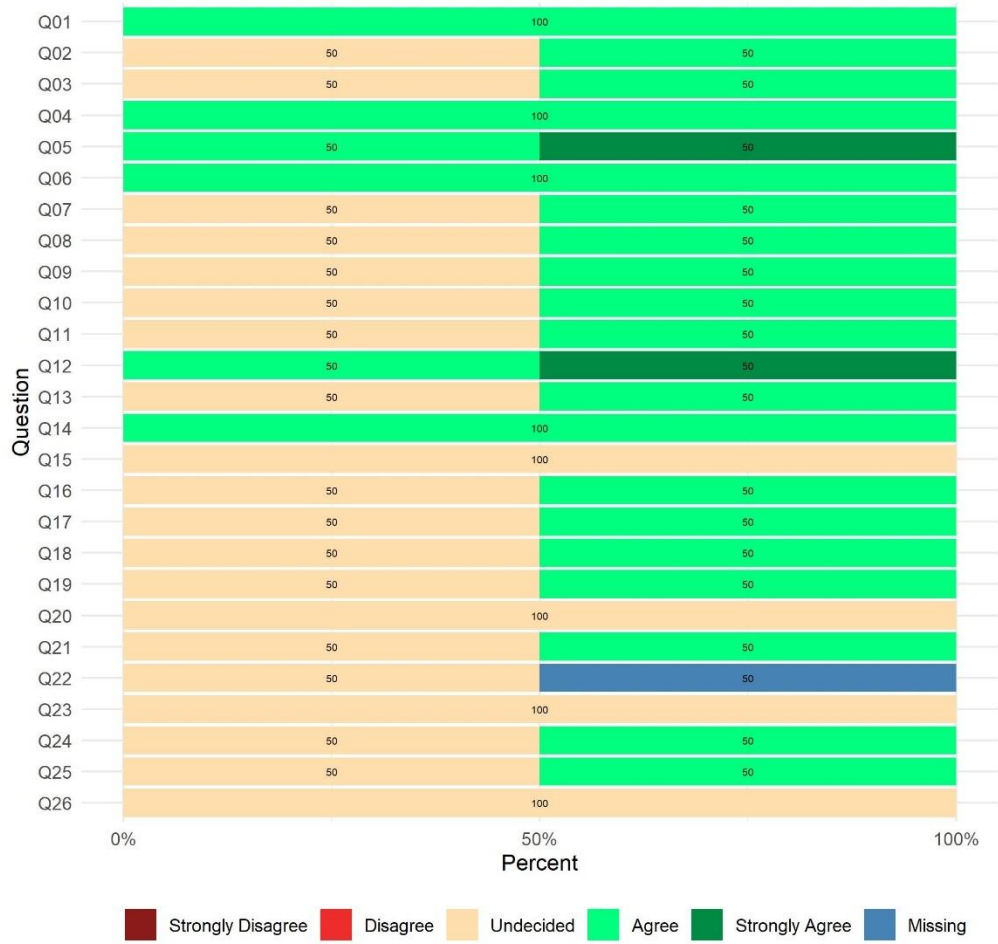 Q01 100
Q02 50 50
Q03 50 50
Q04 100
Q05 50 50
Q06 100
Q07 50 50
Q08 50 50
Q09 50 50
Q10 50 50
Q11 50 50
Q12 50 50
Q13 50 50
Question
Q14 100
Q15 100
Q16 50 50
Q17 50 50
Q18 50 50
Q19 50 50
Q20 100
Q21 50 50
Q22 50 50
Q23 100
Q24 50 50
Q25 50 50
Q26 100
0% 50% 100%
Percent
Strongly Disagree Disagree Undecided Agree Strongly Agree Missing